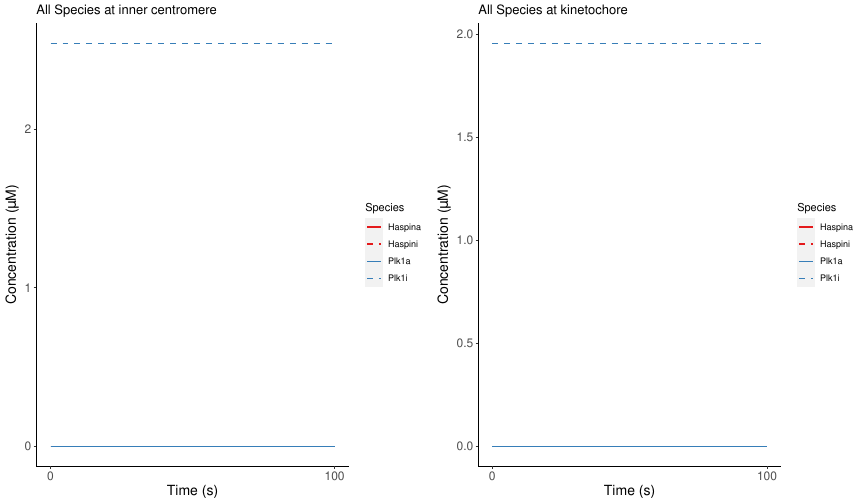 All Species at inner centromere
Concentration (µM)
2
1
0
0
100
Time (s)
Species
Haspina
Haspini
Plk1a
Plk1i
All Species at kinetochore
Concentration (µM)
2.0
1.5
1.0
0.5
0.0
0
100
Time (s)
Species
Haspina
Haspini
Plk1a
Plk1i